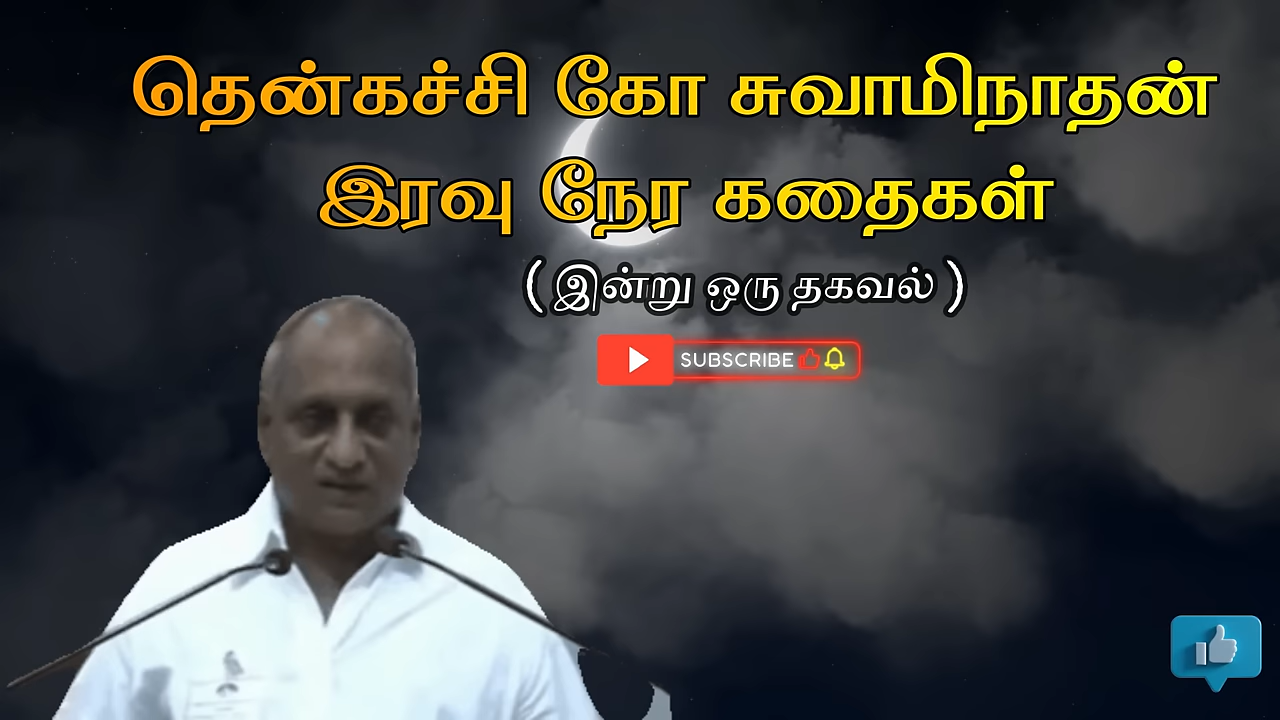 தென்கச்சி கோ சுவாமிநாதன்
இரவு நேர கதைகள்
( இன்று ஒரு தகவல் )
SUBSCRIBE